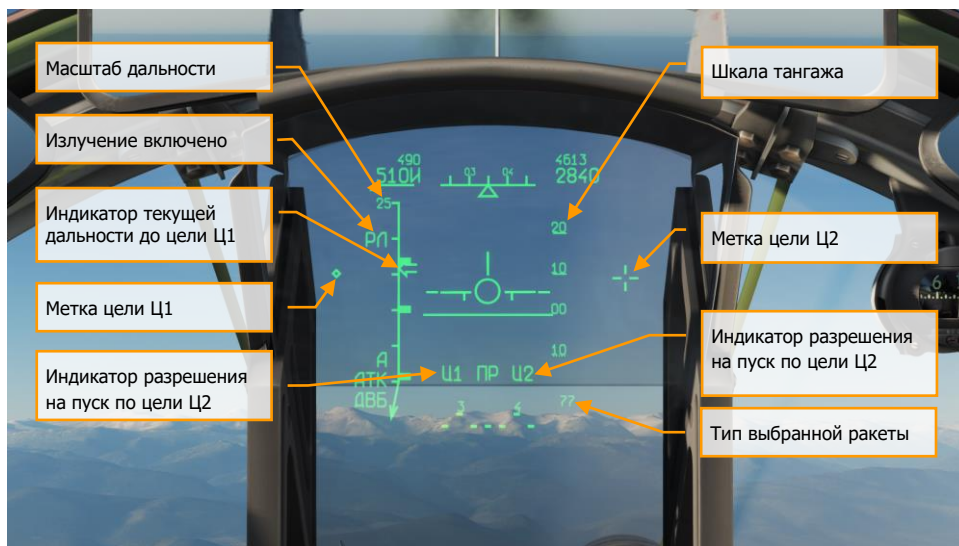 Масштаб дальности
Излучение включено
Индикатор текущей
дальности до цели Ц1
Метка цели Ц1
Индикатор разрешения
на пуск по цели Ц2
490
510И
25
РЛ
А
АТК
ДВБ
03 04
4613
2840
20
10
00
10
Ц1 ПР Ц2
77
3 4
Шкала тангажа
Метка цели Ц2
Индикатор разрешения
на пуск по цели Ц2
Тип выбранной ракеты
6